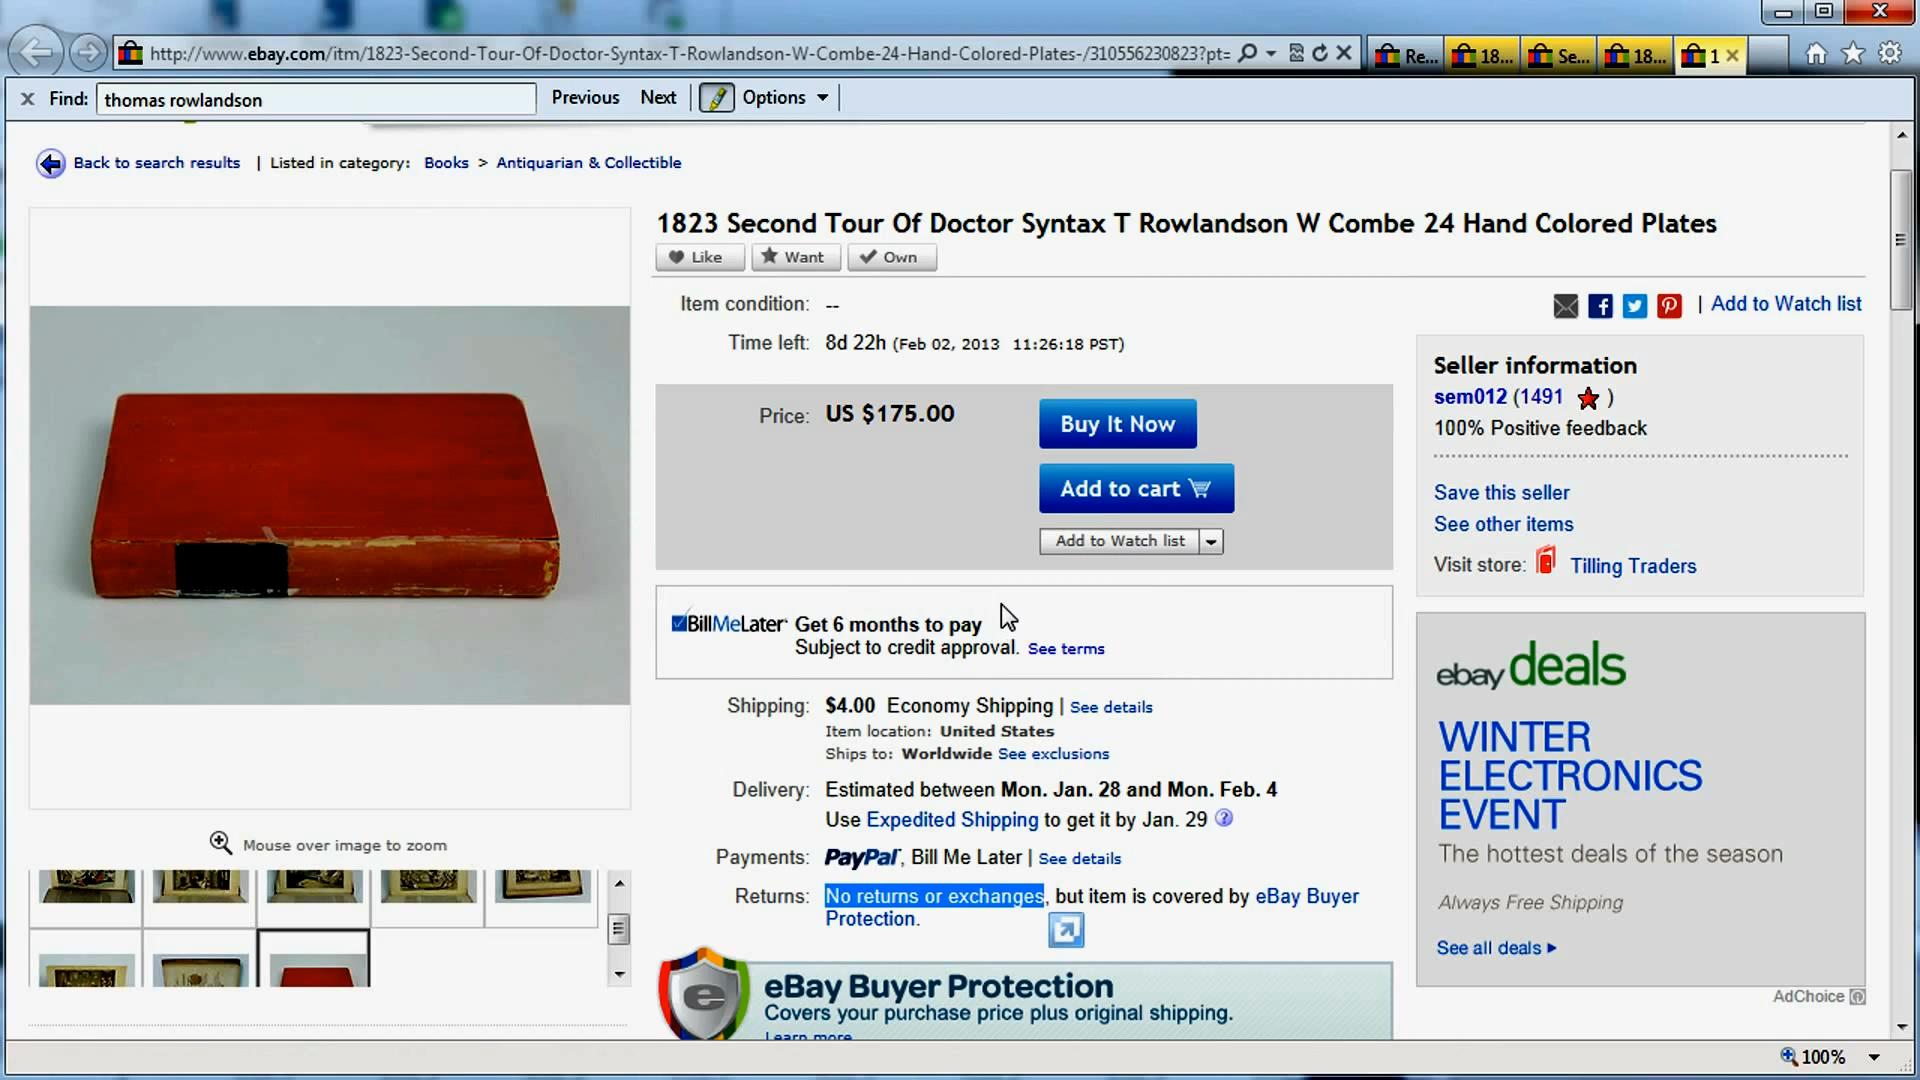 http://www.ebay.com/itm/1823-Second-Tour-Of-Doctor-Syntax-T-Rowlandson-W-Combe-24-Hand-Colored-Plates-/310556230823?pt=
Re...
18...
Se...
18...
1
Find: thomas rowlandson
Previous
Next
Options
Back to search results | Listed in category: Books > Antiquarian & Collectible
1823 Second Tour Of Doctor Syntax T Rowlandson W Combe 24 Hand Colored Plates
Like
Want
Own
Item condition: --
| Add to Watch list
Time left: 8d 22h (Feb 02, 2013 11:26:18 PST)
Price: US $175.00
Buy It Now
Add to cart
Add to Watch list
Seller information
sem012 (1491 )
100% Positive feedback
Save this seller
See other items
Visit store: Tilling Traders
BillMeLater Get 6 months to pay
Subject to credit approval. See terms
Shipping: $4.00 Economy Shipping | See details
Item location: United States
Ships to: Worldwide See exclusions
Delivery: Estimated between Mon. Jan. 28 and Mon. Feb. 4
Use Expedited Shipping to get it by Jan. 29 ?
Payments: PayPal, Bill Me Later | See details
Returns: No returns or exchanges, but item is covered by eBay Buyer
Protection.
Mouse over image to zoom
e
eBay Buyer Protection
Covers your purchase price plus original shipping.
Learn more
ebay deals
WINTER
ELECTRONICS
EVENT
The hottest deals of the season
Always Free Shipping
See all deals
AdChoice
100%